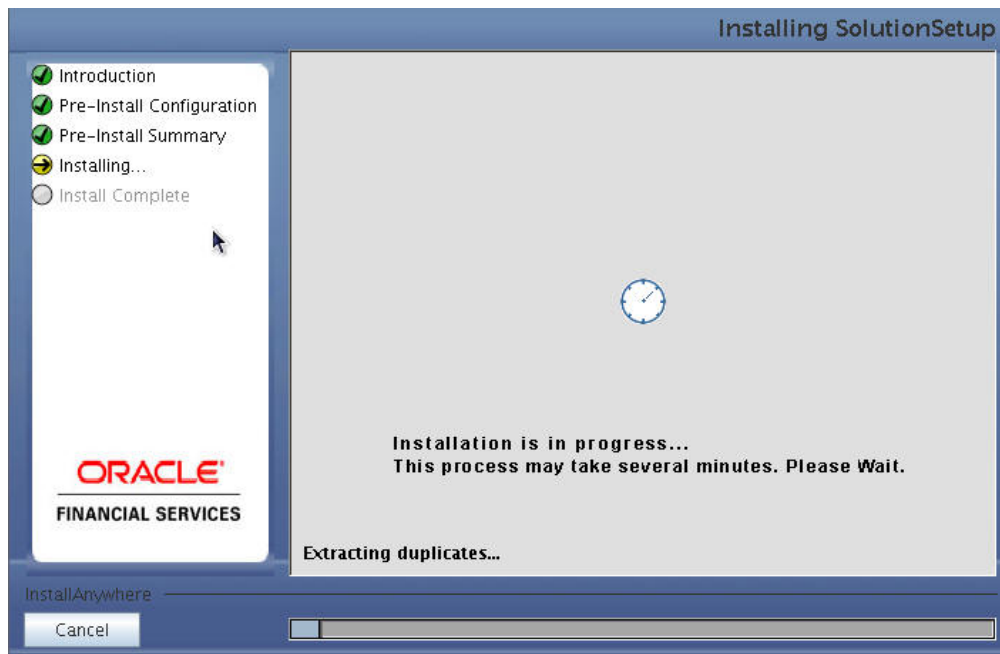 Installing SolutionSetup
Introduction
Pre-Install Configuration
Pre-Install Summary
Installing...
Install Complete
ORACLE
FINANCIAL SERVICES
Installation is in progress...
This process may take several minutes. Please Wait.
Extracting duplicates...
InstallAnywhere
Cancel